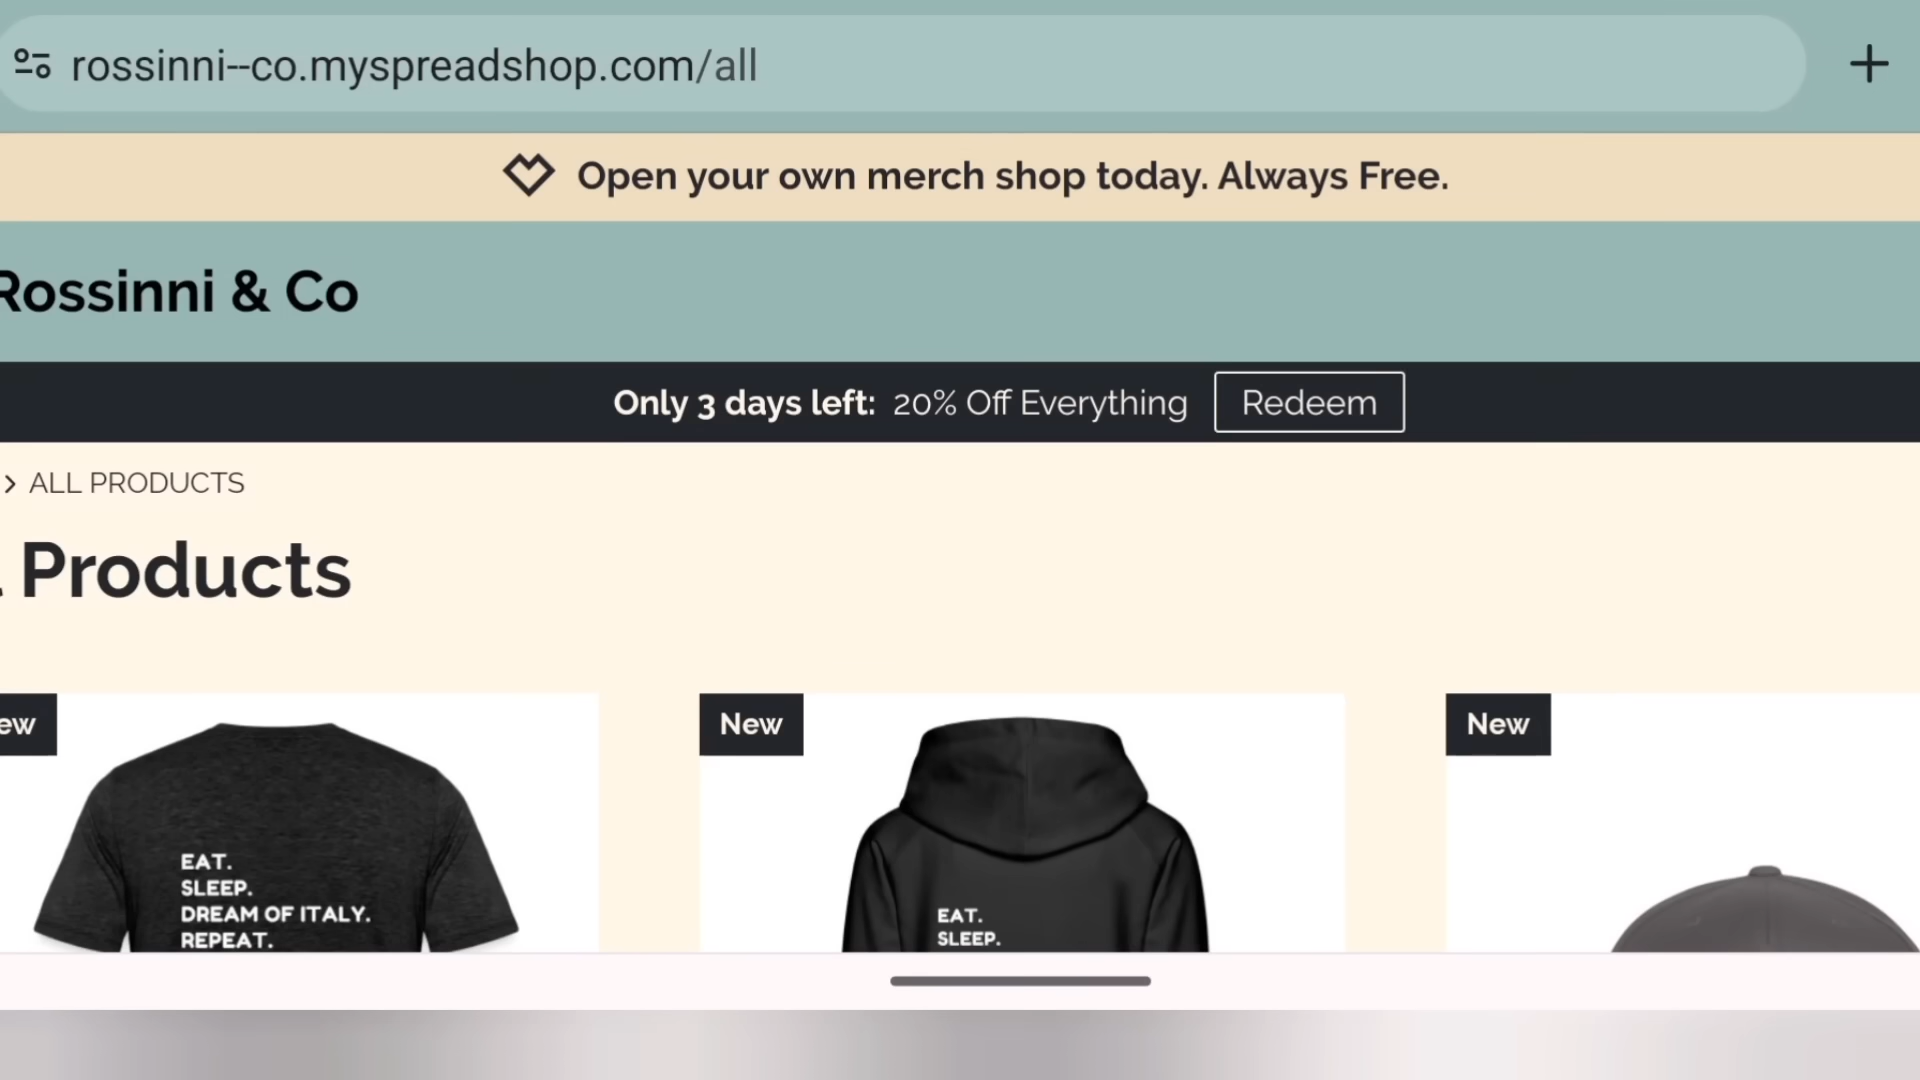 rossinni--co.myspreadshop.com/all
Open your own merch shop today. Always Free.
Rossinni & Co
Only 3 days left: 20% Off Everything Redeem
> ALL PRODUCTS
Products
New
New
EAT.
SLEEP.
DREAM OF ITALY.
REPEAT.
EAT.
SLEEP.